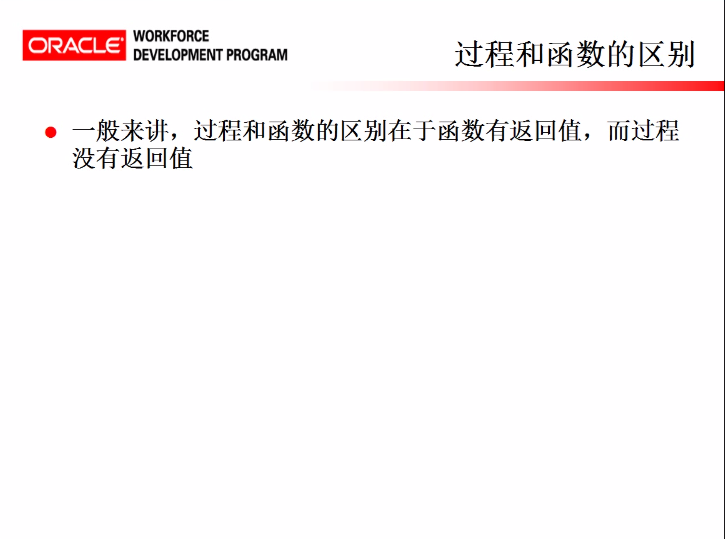 ORACLE
WORKFORCE
DEVELOPMENT PROGRAM
过程和函数的区别
一般来讲，过程和函数的区别在于函数有返回值，而过程
没有返回值